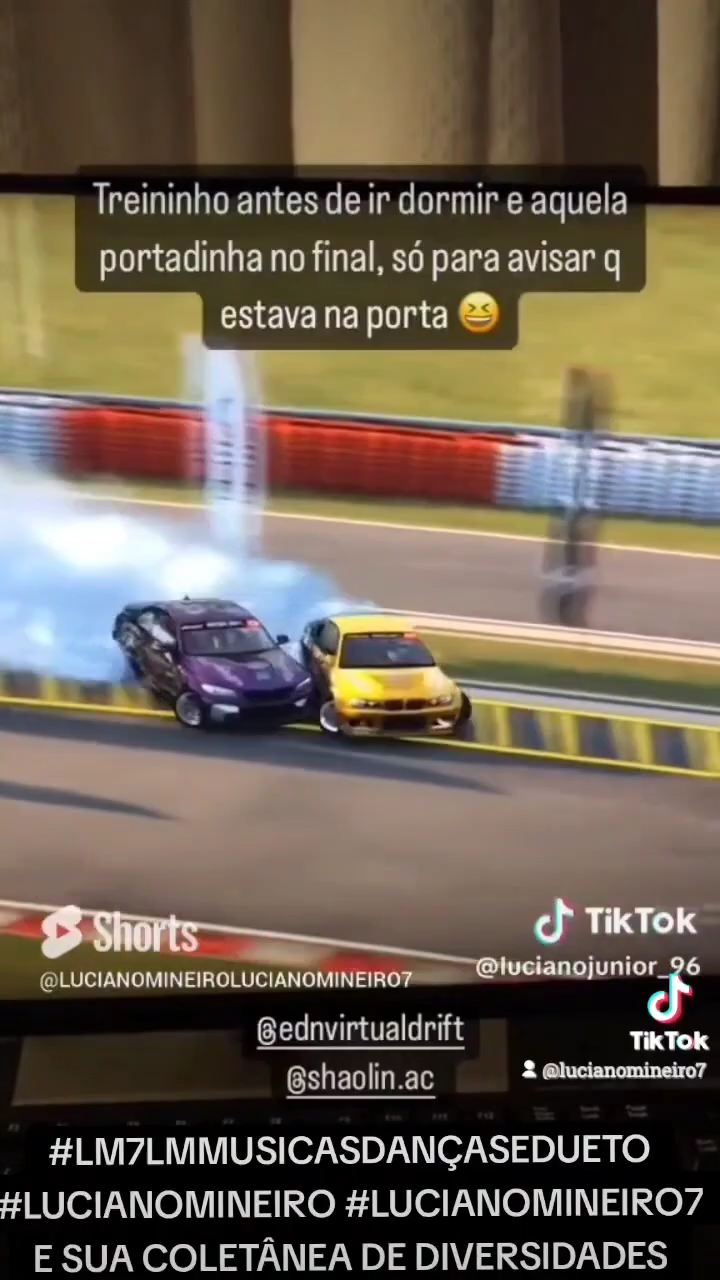 Treininho antes de ir dormir e aquela
portadinha no final, só para avisar q
estava na porta 😆
Shorts
@LUCIANOMINEIROLUCIANOMINEIRO7
TikTok
@lucianojunior_96
TikTok
@lucianomineiro7
@ednvirtualdrift
@shaolin.ac
#LM7LMMUSICASDANÇASEDUETO
#LUCIANOMINEIRO #LUCIANOMINEIRO7
E SUA COLETÂNEA DE DIVERSIDADES